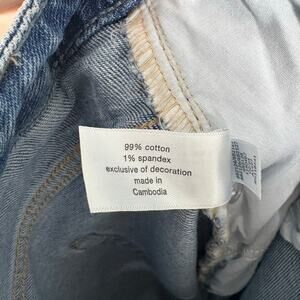 99% cotton
1% spandex
exclusive of decoration
made in
Cambodia